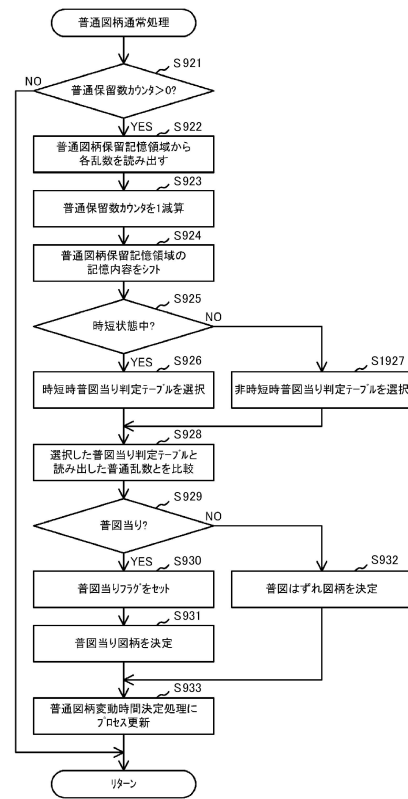 普通図柄通常処理
S921
NO
普通保留数カウンタ>0?
YES
S922
普通図柄保留記憶領域から
各乱数を読み出す
S923
普通保留数カウンタを1減算
S924
普通図柄保留記憶領域の
記憶内容をシフト
S925
時短状態中?
NO
YES
S926
S1927
時短時普図当り判定テーブルを選択
非時短時普図当り判定テーブルを選択
S928
選択した普図当り判定テーブルと
読み出した普通乱数とを比較
S929
普図当り?
NO
YES
S930
S932
普図当りフラグをセット
普図はずれ図柄を決定
S931
普図当り図柄を決定
S933
普通図柄変動時間決定処理に
プロセス更新
リターン